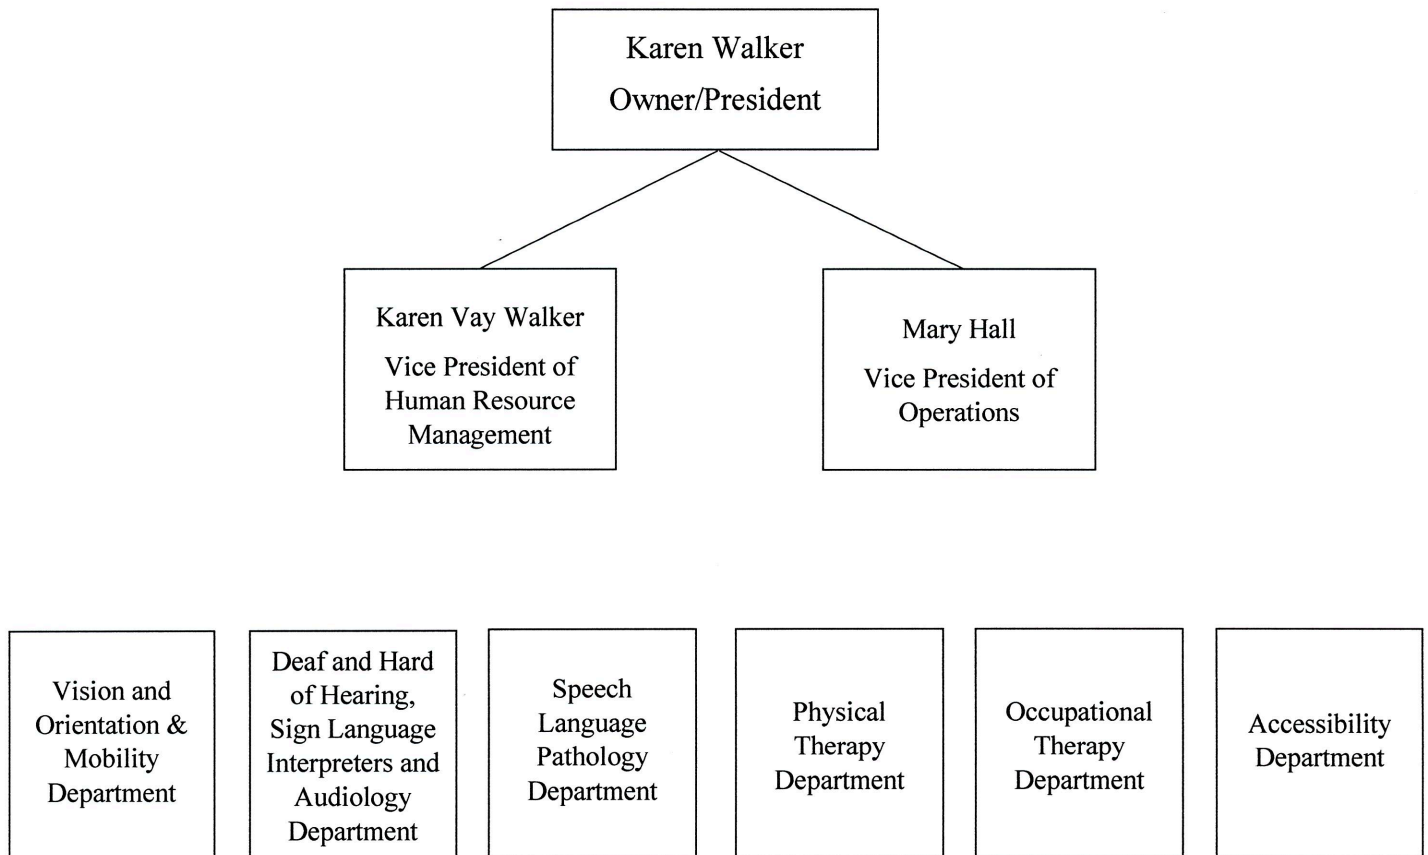 Karen Walker
Owner/President
Karen Vay Walker
Vice President of
Human Resource
Management
Mary Hall
Vice President of
Operations
Vision and
Orientation &
Mobility
Department
Deaf and Hard
of Hearing,
Sign Language
Interpreters and
Audiology
Department
Speech
Language
Pathology
Department
Physical
Therapy
Department
Occupational
Therapy
Department
Accessibility
Department